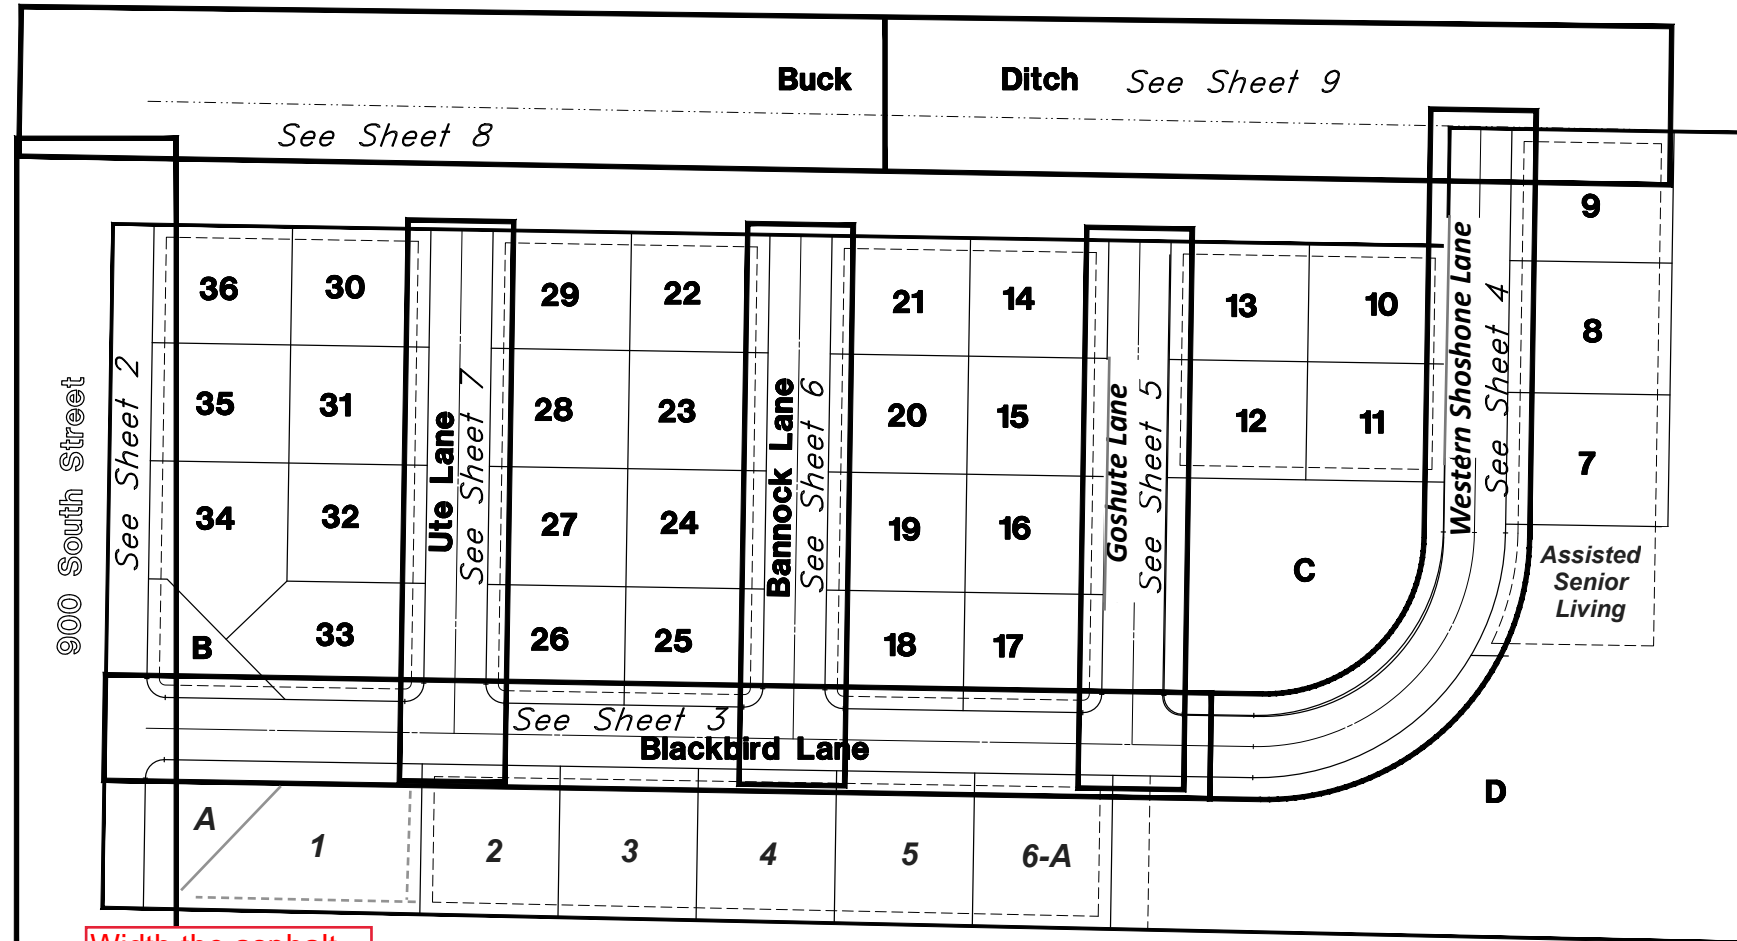 Buck Ditch See Sheet 9
See Sheet 8
9
36 30 29 22 21 14 13 10
8
35 31 28 23 20 15 12 11
7
34 32 27 24 19 16 C
Assisted
Senior
Living
B 33 26 25 18 17
900 South Street
See Sheet 2
Ute Lane
See Sheet 7
Bannock Lane
See Sheet 6
Goshute Lane
See Sheet 5
Western Shoshone Lane
See Sheet 4
See Sheet 3
Blackbird Lane
D
A 1 2 3 4 5 6-A
Width the asphalt